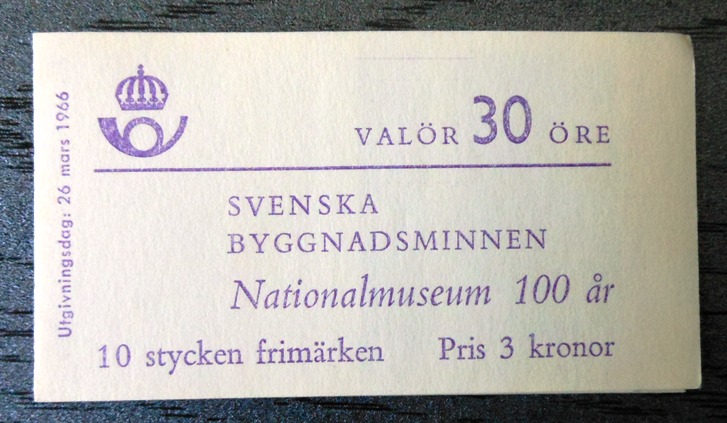 Utgivningsdag: 26 mars 1966
VALÖR 30 ÖRE
SVENSKA
BYGGNADSMINNEN
Nationalmuseum 100 år
10 stycken frimärken Pris 3 kronor